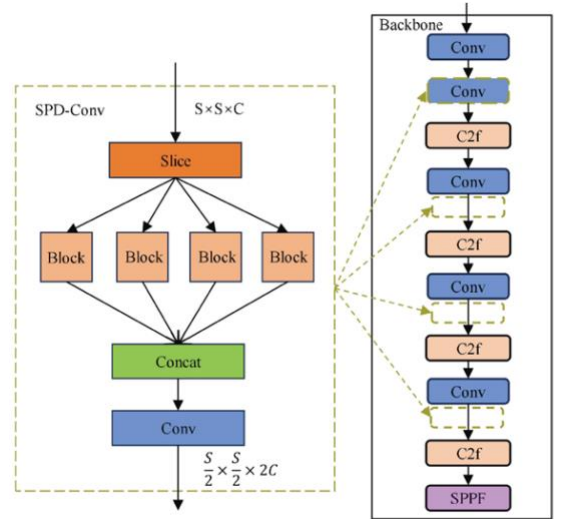 SPD-Conv
S×S×C
Slice
Block
Block
Block
Block
Concat
Conv
S/2 × S/2 × 2C
Backbone
Conv
Conv
C2f
Conv
C2f
Conv
C2f
Conv
C2f
SPPF